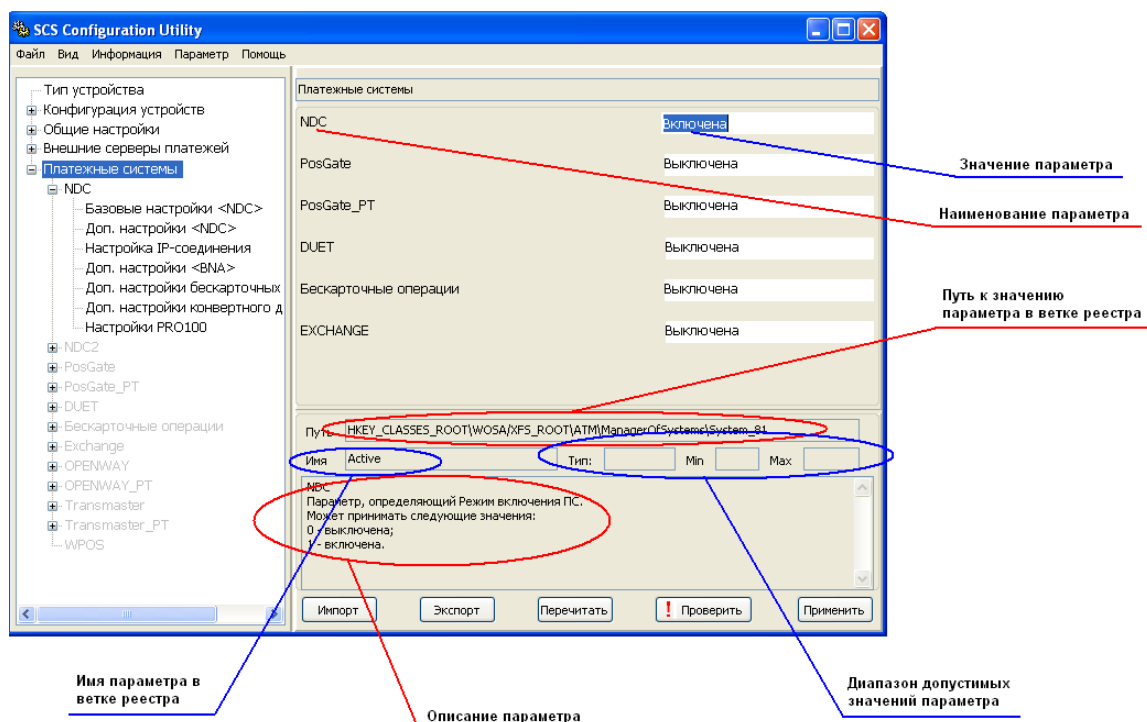 SCS Configuration Utility
Файл Вид Информация Параметр Помощь
Тип устройства
Конфигурация устройств
Общие настройки
Внешние серверы платежей
Платежные системы
NDC
Базовые настройки <NDC>
Доп. настройки <NDC>
Настройка IP-соединения
Доп. настройки <BNA>
Доп. настройки бескарточных
Доп. настройки конвертного д
Настройки PRO100
NDC2
PosGate
PosGate_PT
DUET
Бескарточные операции
Exchange
OPENWAY
OPENWAY_PT
Transmaster
Transmaster_PT
WPOS
Платежные системы
NDC Включена
PosGate Выключена
PosGate_PT Выключена
DUET Выключена
Бескарточные операции Выключена
EXCHANGE Выключена
Путь HKEY_CLASSES_ROOT\WOSA/XFS_ROOT\ATM\ManagerOfSystems\System_81
Имя Active Тип: Min Max
NDC
Параметр, определяющий Режим включения ПС.
Может принимать следующие значения:
0 - выключена;
1 - включена.
Импорт Экспорт Перечитать ! Проверить Применить
Значение параметра
Наименование параметра
Путь к значению
параметра в ветке реестра
Имя параметра в
ветке реестра
Описание параметра
Диапазон допустимых
значений параметра